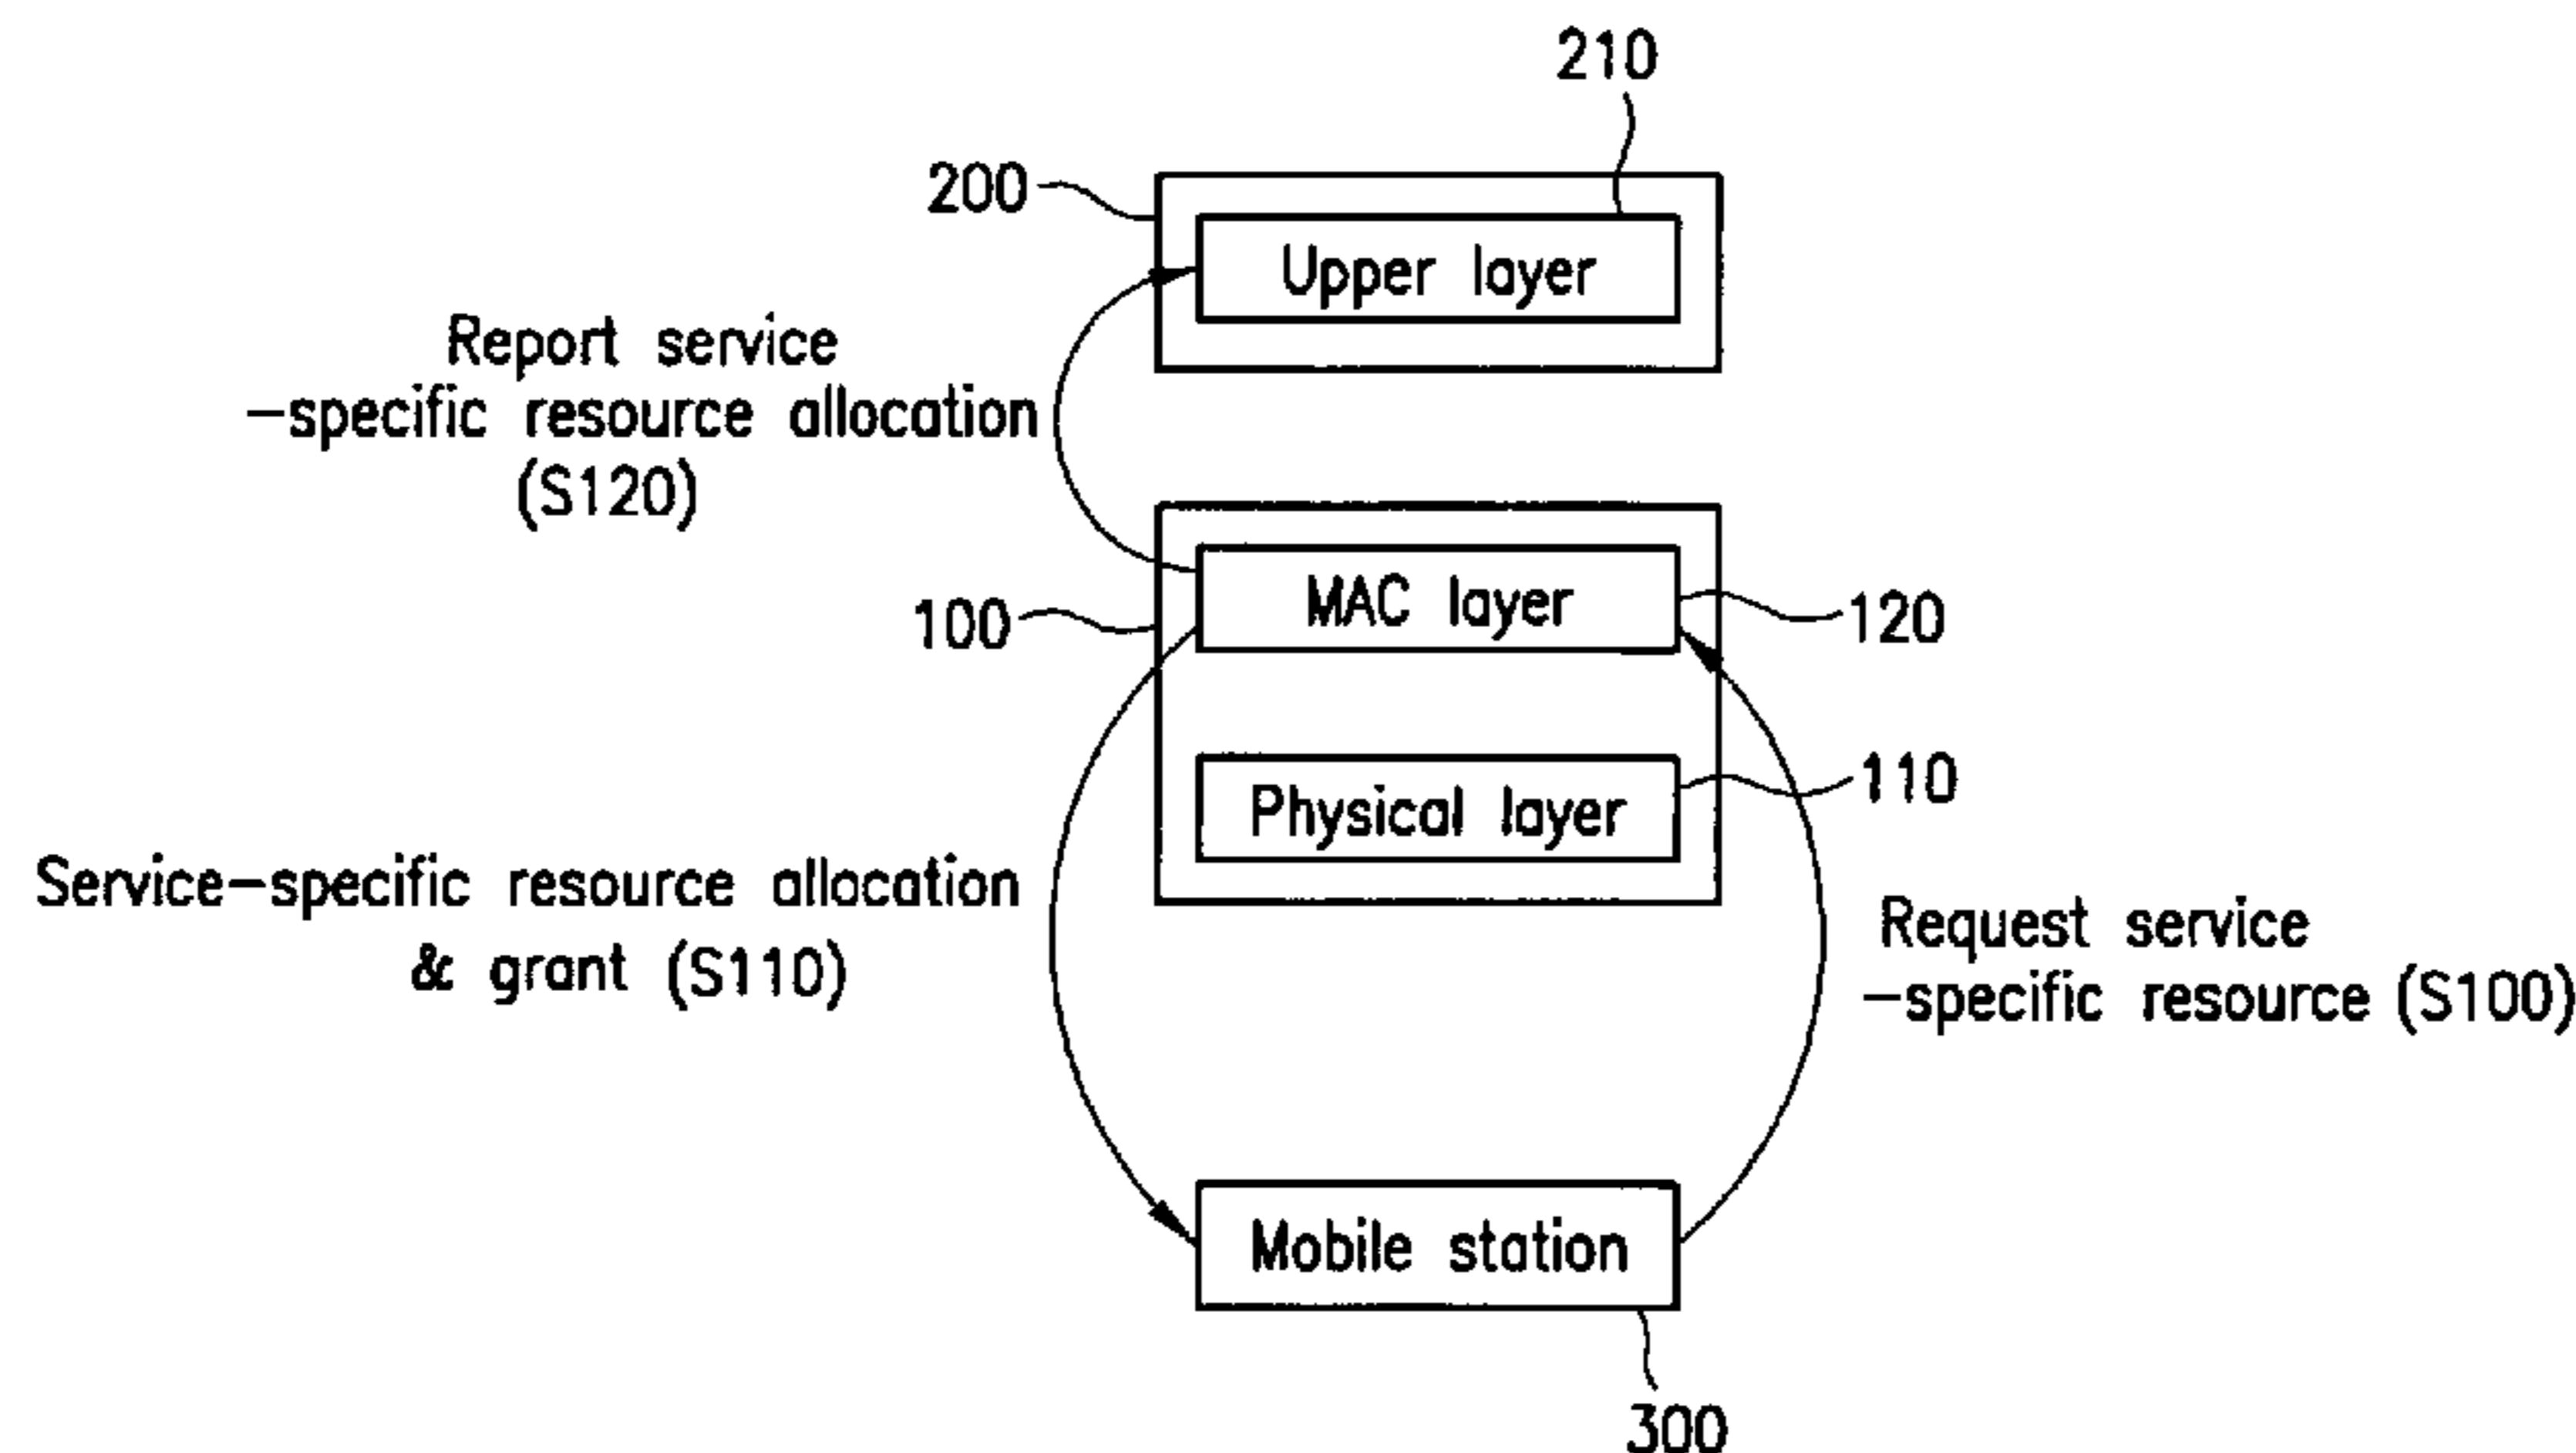 210
200
Upper layer
Report service
-specific resource allocation
(S120)
MAC layer
100
120
Physical layer
110
Service-specific resource allocation
& grant (S110)
Request service
-specific resource (S100)
Mobile station
300